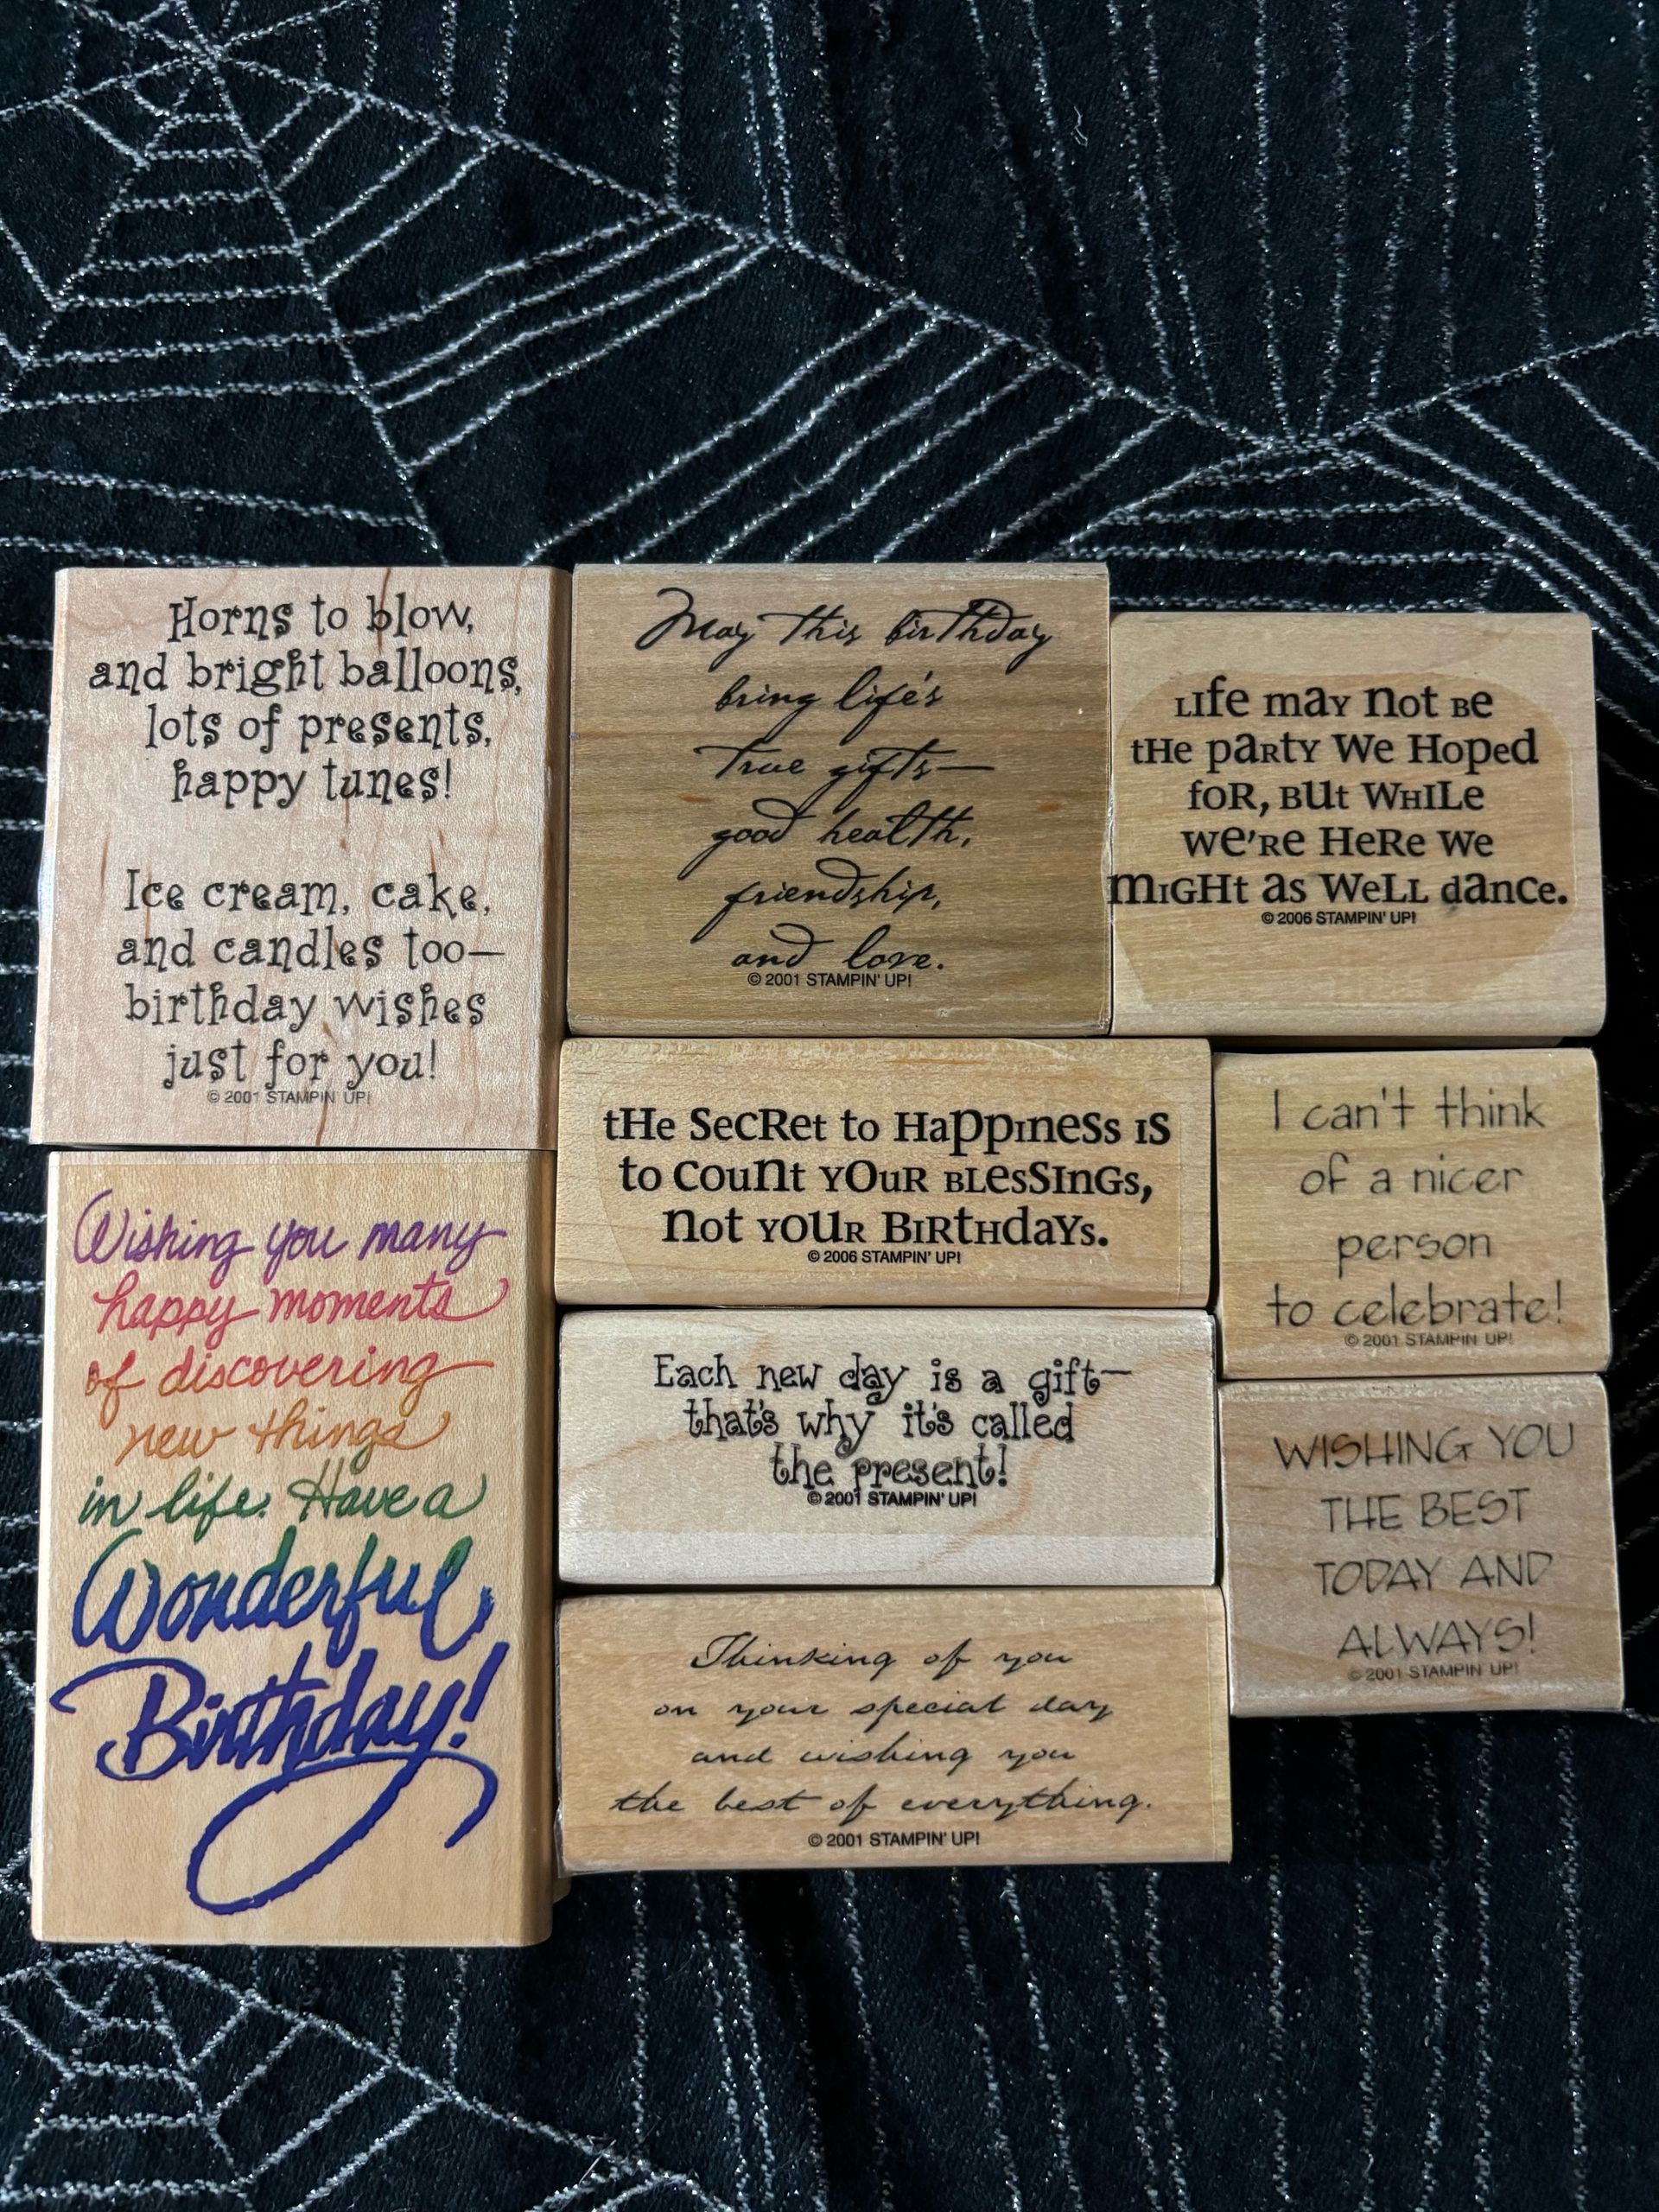 Horns to blow,
and bright balloons,
lots of presents,
happy tunes!
Ice cream, cake,
and candles too—
birthday wishes
just for you!
© 2001 STAMPIN' UP!
May this birthday
bring life's
true gifts—
good health,
friendship,
and love.
© 2001 STAMPIN' UP!
LIfe may not BE
tHe paRTY We Hoped
foR, BUt WHILe
we're HeRe We
mIGHt as WeLL dance.
© 2006 STAMPIN' UP!
tHe SecRet to HappIness IS
to Count YOuR BLesSInGs,
not YOUR BIRtHdaYs.
© 2006 STAMPIN' UP!
I can't think
of a nicer
person
to celebrate!
© 2001 STAMPIN' UP!
Wishing you many
happy moments
of discovering
new things
in life. Have a
Wonderful
Birthday!
Each new day is a gift—
that's why it's called
the present!
© 2001 STAMPIN' UP!
WISHING YOU
THE BEST
TODAY AND
ALWAYS!
© 2001 STAMPIN' UP!
Thinking of you
on your special day
and wishing you
the best of everything.
© 2001 STAMPIN' UP!